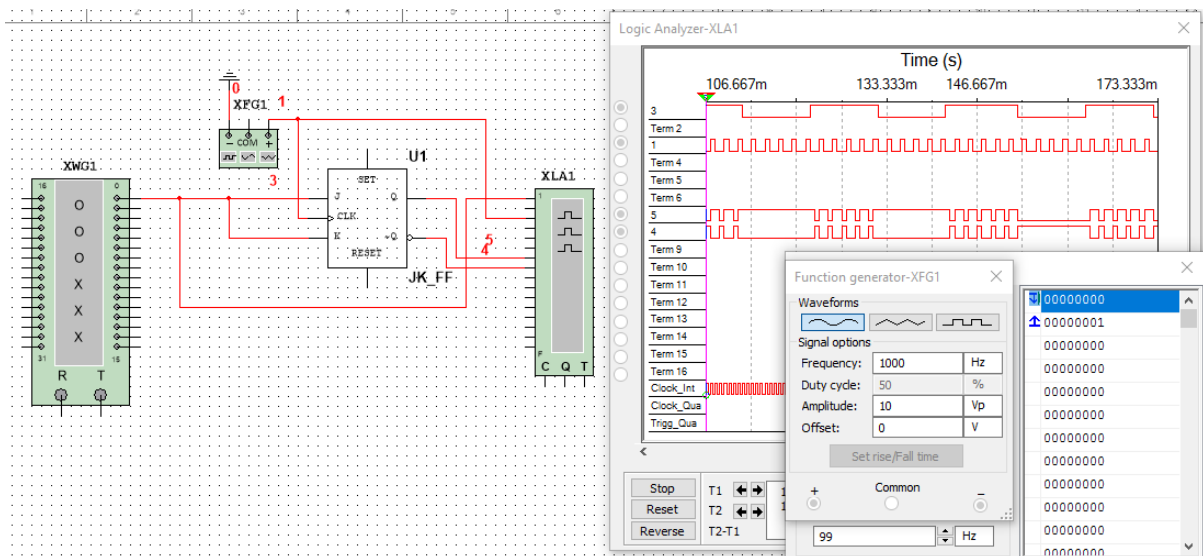 0
XFG1
1
COM
3
XWG1
16
0
O
O
O
X
X
X
31
15
R T
U1
SET
J Q
CLK
K ~Q
RESET
JK_FF
5
4
XLA1
1
F
C Q T
Logic Analyzer-XLA1
Time (s)
106.667m 133.333m 146.667m 173.333m
3
Term 2
1
Term 4
Term 5
Term 6
5
4
Term 9
Term 10
Term 11
Term 12
Term 13
Term 14
Term 15
Term 16
Clock_Int
Clock_Qua
Trigg_Qua
Stop
Reset
Reverse
T1
T2
T2-T1
Function generator-XFG1
Waveforms
Signal options
Frequency: 1000 Hz
Duty cycle: 50 %
Amplitude: 10 Vp
Offset: 0 V
Set rise/Fall time
+ Common −
99 Hz
00000000
00000001
00000000
00000000
00000000
00000000
00000000
00000000
00000000
00000000
00000000
00000000